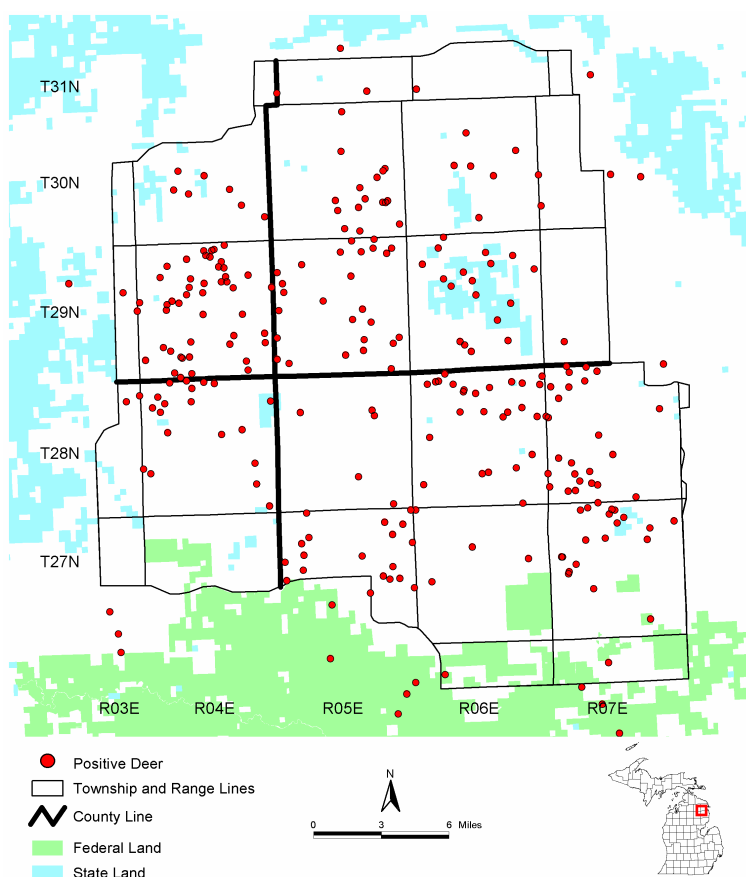 T31N
T30N
T29N
T28N
T27N
R03E R04E R05E R06E R07E
Positive Deer
Township and Range Lines
County Line
Federal Land
State Land
N
0 3 6 Miles